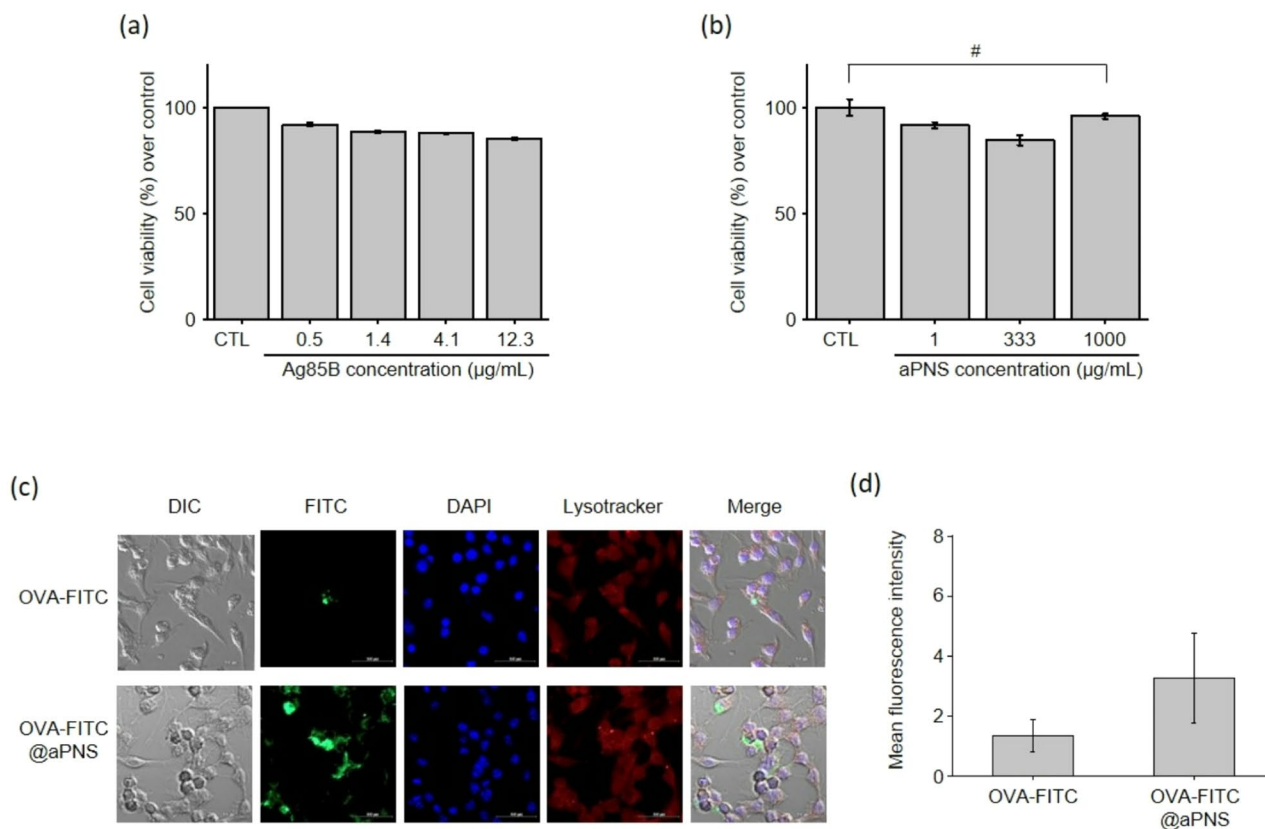 (a)
Cell viability (%) over control
100
50
0
CTL
0.5
1.4
4.1
12.3
Ag85B concentration (µg/mL)
(b)
#
Cell viability (%) over control
100
50
0
CTL
1
333
1000
aPNS concentration (µg/mL)
(c)
DIC
FITC
DAPI
Lysotracker
Merge
OVA-FITC
OVA-FITC
@aPNS
(d)
Mean fluorescence intensity
8
6
4
2
0
OVA-FITC
OVA-FITC
@aPNS